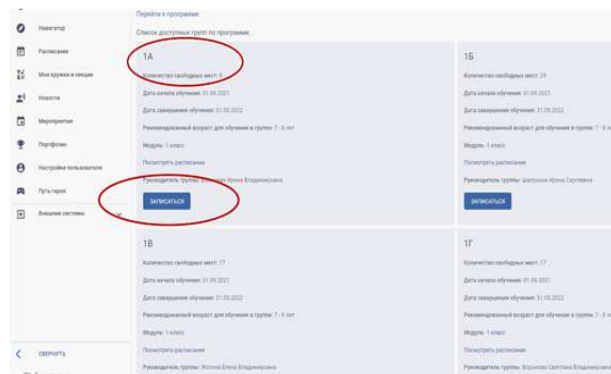 Навигатор
Расписание
Мои кружки и секции
Новости
Мероприятия
Портфолио
Настройки пользователя
Путь героя
Внешние системы
СВЕРНУТЬ
Перейти к программе
Список доступных групп по программе
1А
Количество свободных мест:
Дата начала обучения: 01.09.2021
Дата завершения обучения: 31.05.2022
Рекомендованный возраст для обучения в группе: 7 - 8 лет
Модуль: 1 класс
Посмотреть расписание
Руководитель группы: Ирина Владимировна
ЗАПИСАТЬСЯ
1Б
Количество свободных мест: 25
Дата начала обучения: 01.09.2021
Дата завершения обучения: 31.05.2022
Рекомендованный возраст для обучения в группе: 7 - 8 ле
Модуль: 1 класс
Посмотреть расписание
Руководитель группы: Ирина Сергеевна
ЗАПИСАТЬСЯ
1В
Количество свободных мест: 17
Дата начала обучения: 01.09.2021
Дата завершения обучения: 31.05.2022
Рекомендованный возраст для обучения в группе: 7 - 8 лет
Модуль: 1 класс
Посмотреть расписание
Руководитель группы: Жогина Елена Владимировна
1Г
Количество свободных мест: 17
Дата начала обучения: 01.09.2021
Дата завершения обучения: 31.05.2022
Рекомендованный возраст для обучения в группе: 7 - 8 ле
Модуль: 1 класс
Посмотреть расписание
Руководитель группы: Воронова Светлана Владимировна